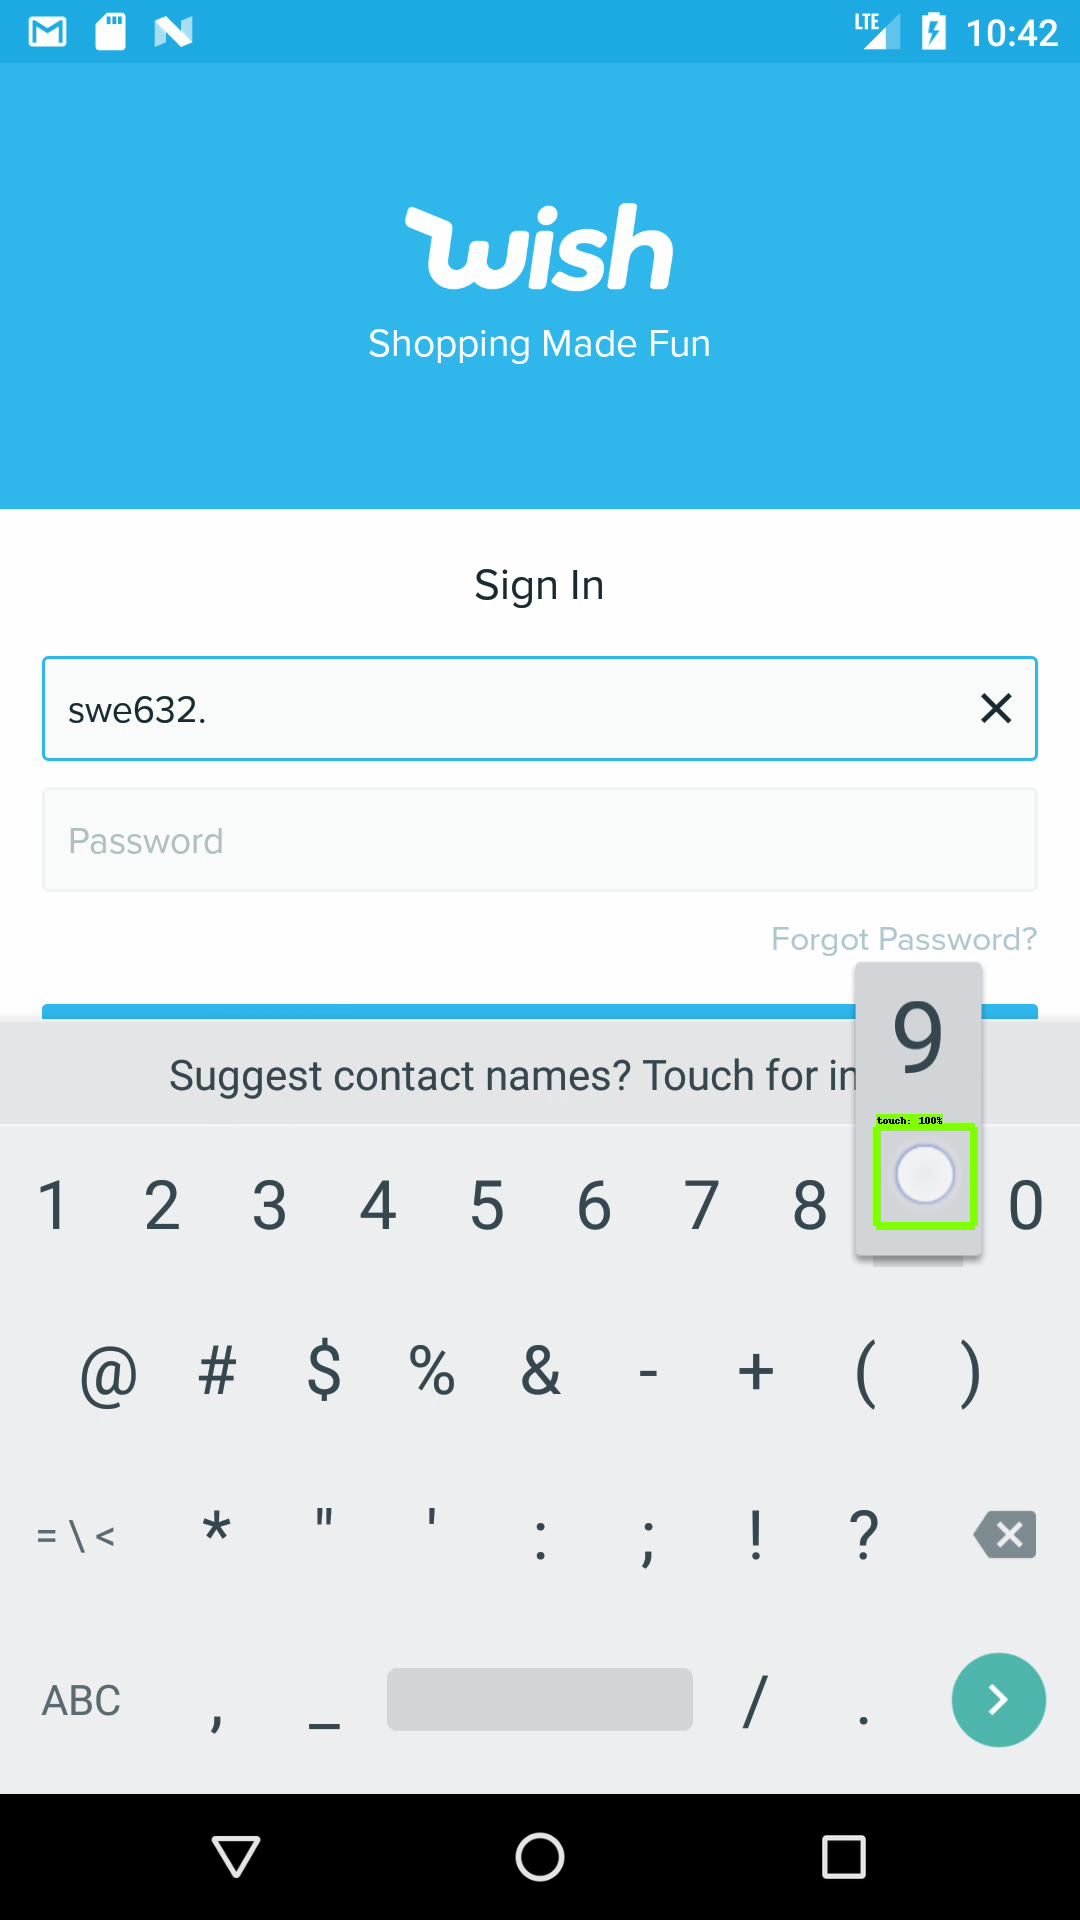 LTE 10:42
wish
Shopping Made Fun
Sign In
swe632.
Password
Forgot Password?
9
Suggest contact names? Touch for in
touch: 100%
1 2 3 4 5 6 7 8 0
@ # $ % & - + ( )
= \ < * " ' : ; ! ?
ABC , _ / .